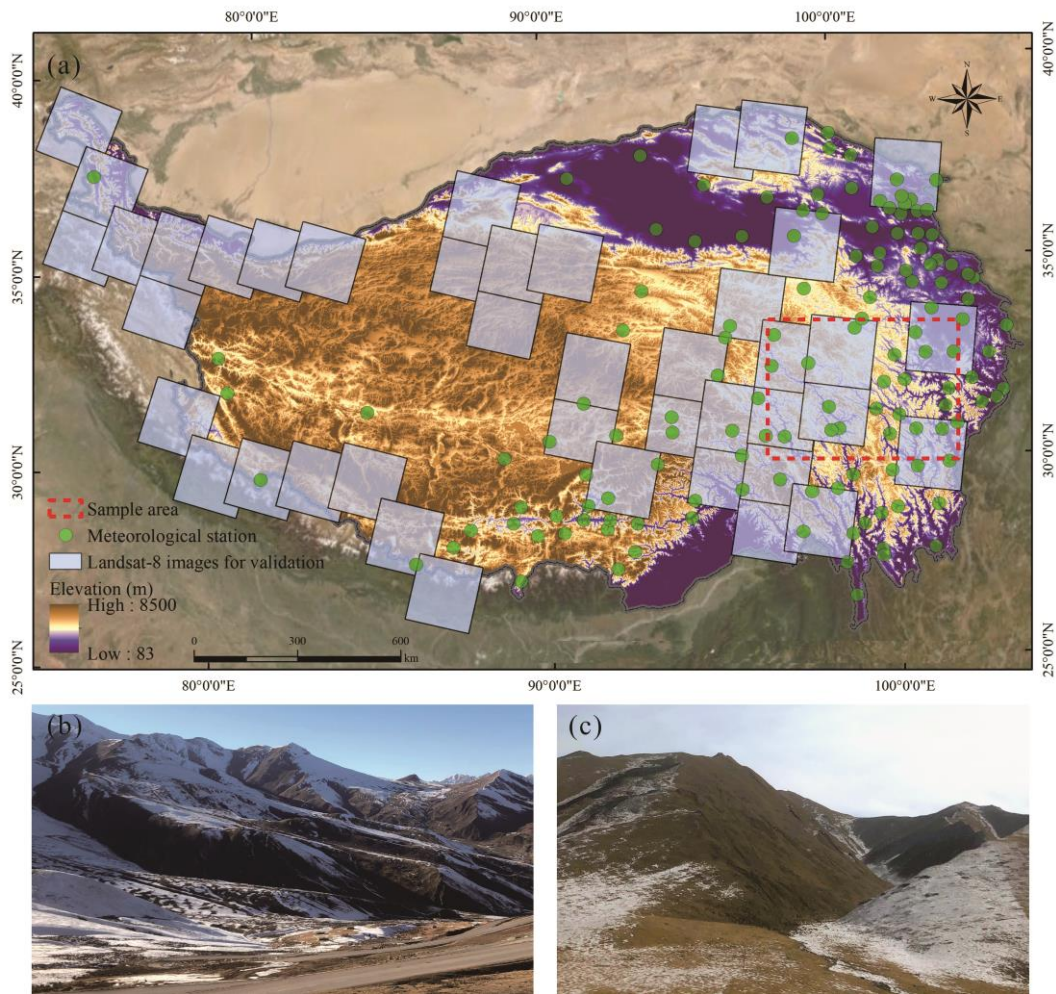 80°0'0"E 90°0'0"E 100°0'0"E
(a)
N
W E
S
40°0'0"N 40°0'0"N
35°0'0"N 35°0'0"N
30°0'0"N 30°0'0"N
25°0'0"N 25°0'0"N
Sample area
Meteorological station
Landsat-8 images for validation
Elevation (m)
High : 8500
Low : 83
0 300 600
km
80°0'0"E 90°0'0"E 100°0'0"E
(b) (c)